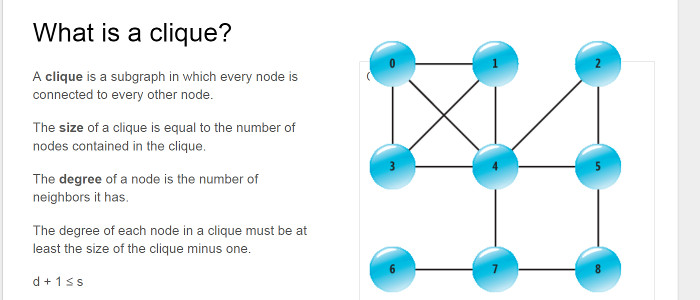 What is a clique?
A clique is a subgraph in which every node is
connected to every other node.
The size of a clique is equal to the number of
nodes contained in the clique.
The degree of a node is the number of
neighbors it has.
The degree of each node in a clique must be at
least the size of the clique minus one.
d + 1 ≤ s
0 1 2
3 4 5
6 7 8